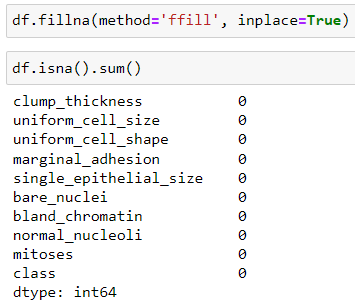 df.fillna(method='ffill', inplace=True)
df.isna().sum()
clump_thickness 0
uniform_cell_size 0
uniform_cell_shape 0
marginal_adhesion 0
single_epithelial_size 0
bare_nuclei 0
bland_chromatin 0
normal_nucleoli 0
mitoses 0
class 0
dtype: int64